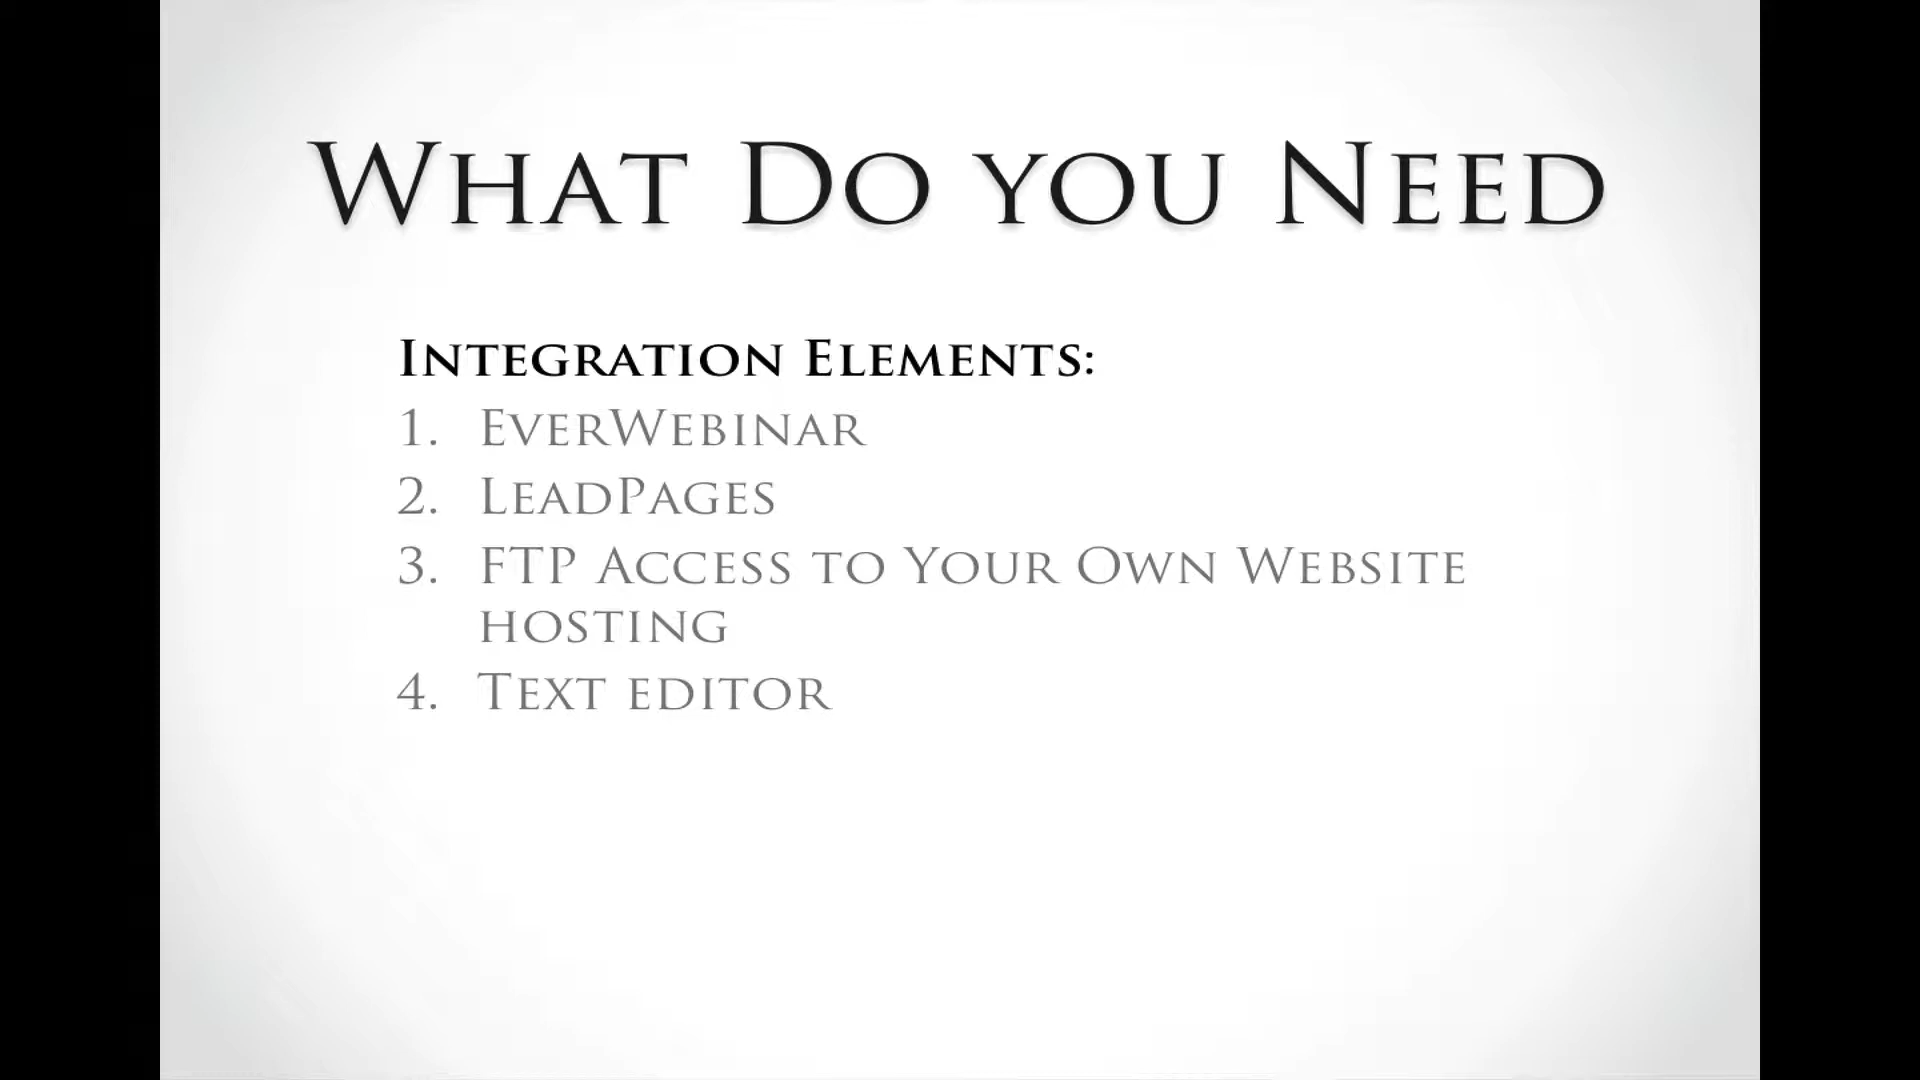 What Do you Need
Integration Elements:
1. EverWebinar
2. LeadPages
3. FTP Access to Your Own Website
hosting
4. Text editor